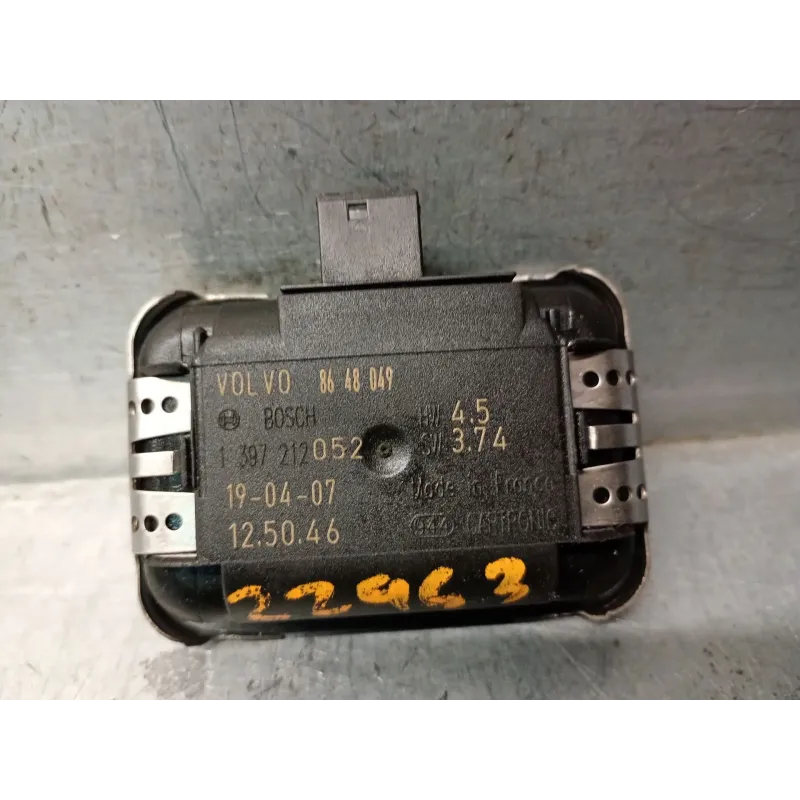 VOLVO 86 48 049
BOSCH HW 4.5
1 397 212 052 SW 3.74
19-04-07 Made in France
12.50.46
22963